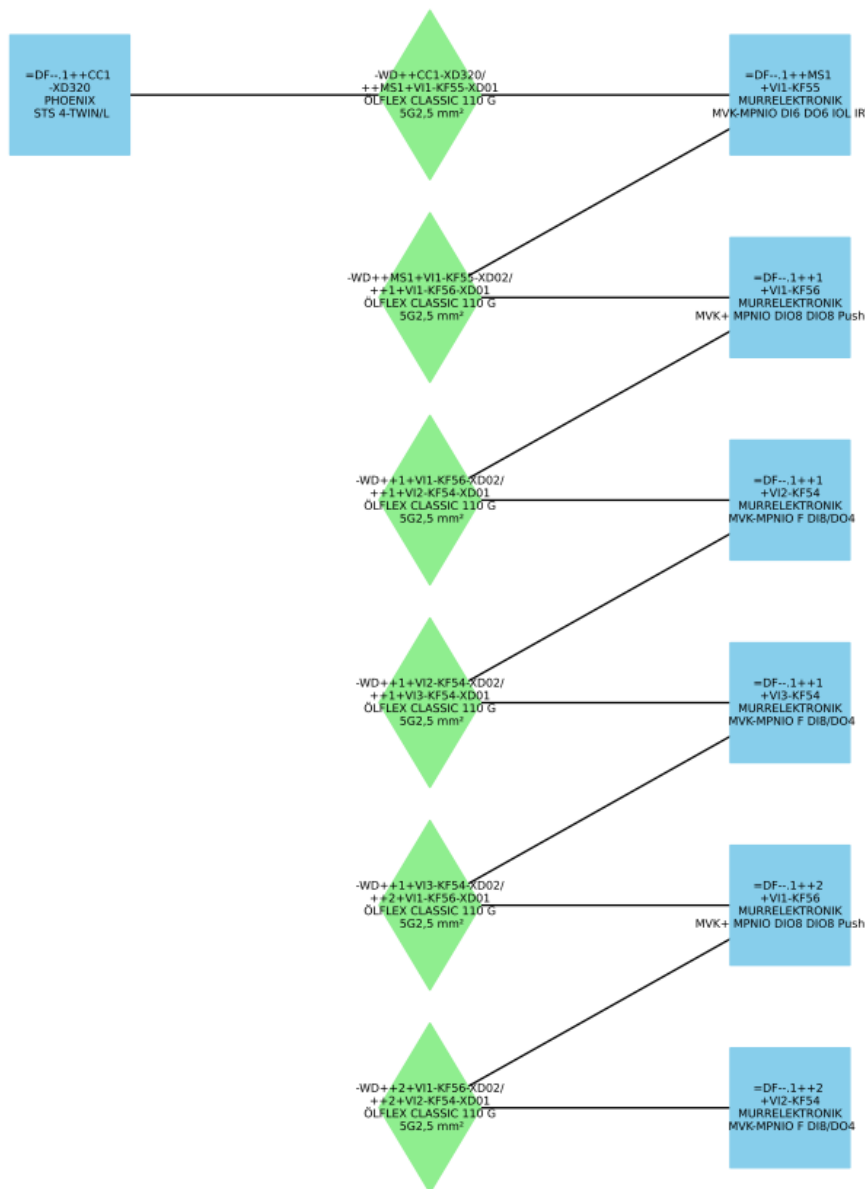 =DF--.1++CC1
-XD320
PHOENIX
STS 4-TWIN/L
-WD++CC1-XD320/
++MS1+VI1-KF55-XD01
ÖLFLEX CLASSIC 110 G
5G2,5 mm²
=DF--.1++MS1
+VI1-KF55
MURRELEKTRONIK
MVK-MPNIO DI6 DO6 IOL IR
-WD++MS1+VI1-KF55-XD02/
++1+VI1-KF56-XD01
ÖLFLEX CLASSIC 110 G
5G2,5 mm²
=DF--.1++1
+VI1-KF56
MURRELEKTRONIK
MVK+ MPNIO DIO8 DIO8 Push
-WD++1+VI1-KF56-XD02/
++1+VI2-KF54-XD01
ÖLFLEX CLASSIC 110 G
5G2,5 mm²
=DF--.1++1
+VI2-KF54
MURRELEKTRONIK
MVK-MPNIO F DI8/DO4
-WD++1+VI2-KF54-XD02/
++1+VI3-KF54-XD01
ÖLFLEX CLASSIC 110 G
5G2,5 mm²
=DF--.1++1
+VI3-KF54
MURRELEKTRONIK
MVK-MPNIO F DI8/DO4
-WD++1+VI3-KF54-XD02/
++2+VI1-KF56-XD01
ÖLFLEX CLASSIC 110 G
5G2,5 mm²
=DF--.1++2
+VI1-KF56
MURRELEKTRONIK
MVK+ MPNIO DIO8 DIO8 Push
-WD++2+VI1-KF56-XD02/
++2+VI2-KF54-XD01
ÖLFLEX CLASSIC 110 G
5G2,5 mm²
=DF--.1++2
+VI2-KF54
MURRELEKTRONIK
MVK-MPNIO F DI8/DO4